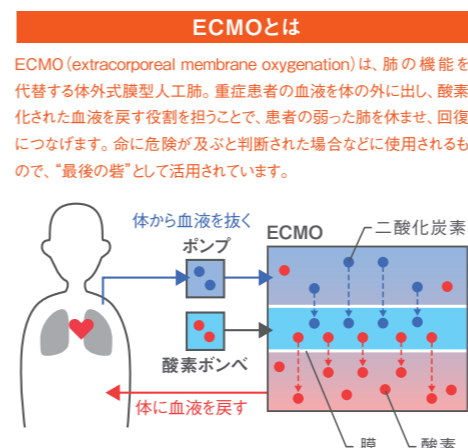 ECMOとは
ECMO(extracorporeal membrane oxygenation)は、肺の機能を
代替する体外式膜型人工肺。重症患者の血液を体の外に出し、酸素
化された血液を戻す役割を担うことで、患者の弱った肺を休ませ、回復
につなげます。命に危険が及ぶと判断された場合などに使用されるも
ので、“最後の砦”として活用されています。
体から血液を抜く
ポンプ
ECMO
二酸化炭素
酸素ボンベ
体に血液を戻す
膜
酸素